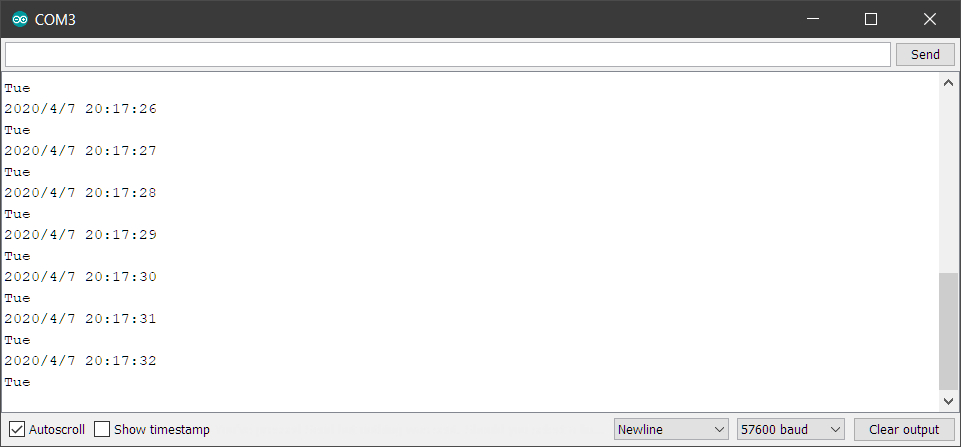 COM3
Send
Tue
2020/4/7 20:17:26
Tue
2020/4/7 20:17:27
Tue
2020/4/7 20:17:28
Tue
2020/4/7 20:17:29
Tue
2020/4/7 20:17:30
Tue
2020/4/7 20:17:31
Tue
2020/4/7 20:17:32
Tue
Autoscroll Show timestamp Newline 57600 baud Clear output